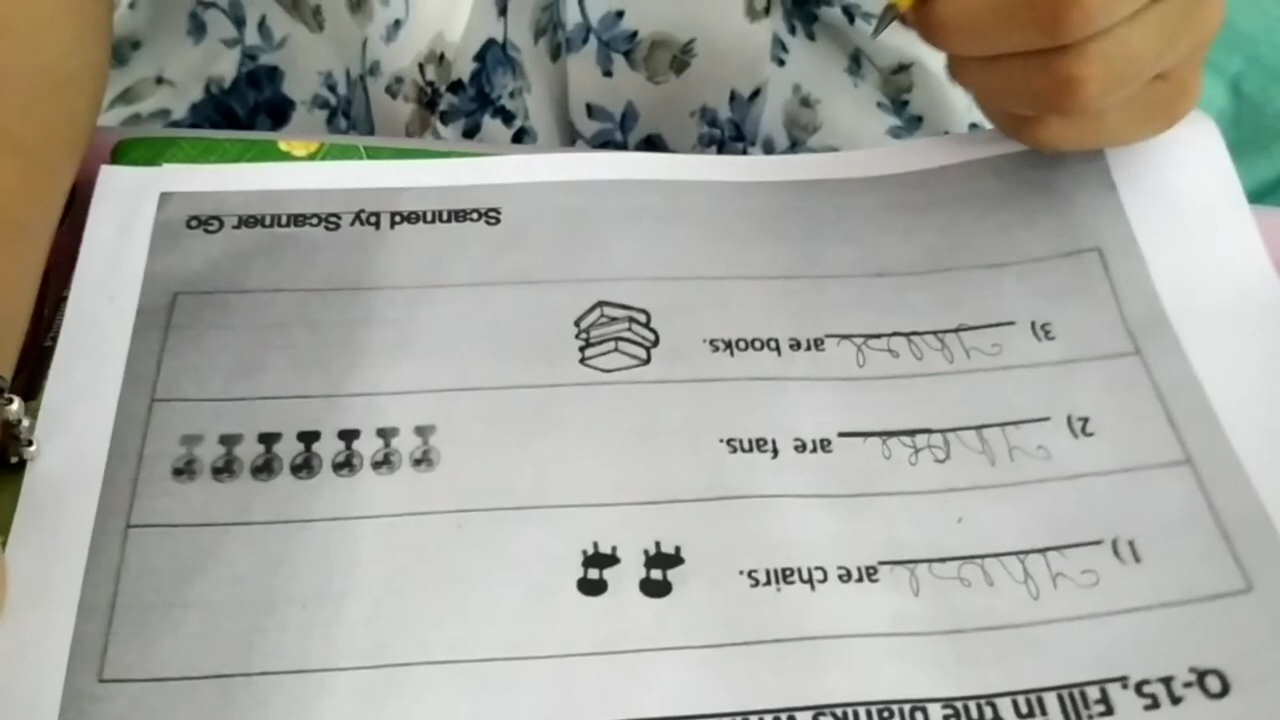 Q-15. Fill in the blanks
1) These are chairs.
2) Those are fans.
3) These are books.
Scanned by Scanner Go